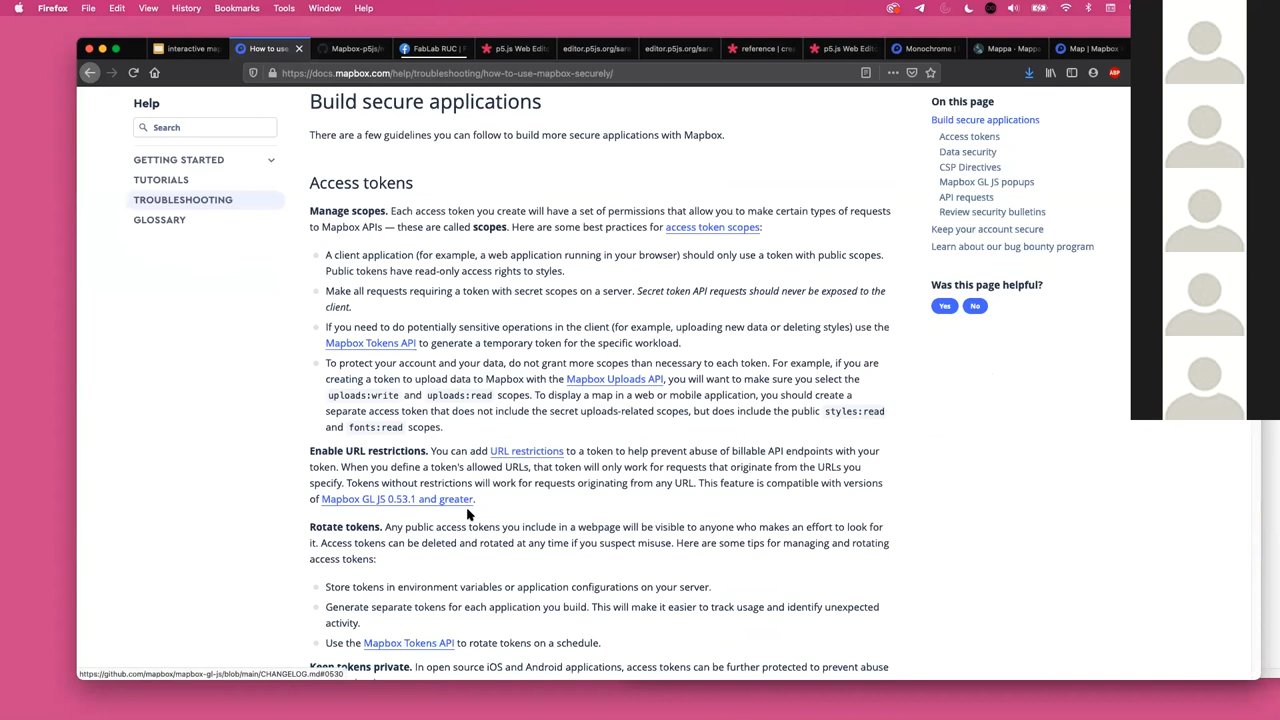 Firefox File Edit View History Bookmarks Tools Window Help
interactive ma
How to use
Mapbox-p5js/m
FabLab RUC | F
p5.js Web Edito
editor.p5js.org/sara
editor.p5js.org/sara
reference | crea
p5.js Web Edito
Monochrome |
Mappa - Mappe
Map | Mapbox
https://docs.mapbox.com/help/troubleshooting/how-to-use-mapbox-securely/
ABP
Help
Search
GETTING STARTED
TUTORIALS
TROUBLESHOOTING
GLOSSARY
Build secure applications
There are a few guidelines you can follow to build more secure applications with Mapbox.
Access tokens
Manage scopes. Each access token you create will have a set of permissions that allow you to make certain types of requests
to Mapbox APIs — these are called scopes. Here are some best practices for access token scopes:
A client application (for example, a web application running in your browser) should only use a token with public scopes.
Public tokens have read-only access rights to styles.
Make all requests requiring a token with secret scopes on a server. Secret token API requests should never be exposed to the
client.
If you need to do potentially sensitive operations in the client (for example, uploading new data or deleting styles) use the
Mapbox Tokens API to generate a temporary token for the specific workload.
To protect your account and your data, do not grant more scopes than necessary to each token. For example, if you are
creating a token to upload data to Mapbox with the Mapbox Uploads API, you will want to make sure you select the
uploads:write and uploads:read scopes. To display a map in a web or mobile application, you should create a
separate access token that does not include the secret uploads-related scopes, but does include the public styles:read
and fonts:read scopes.
Enable URL restrictions. You can add URL restrictions to a token to help prevent abuse of billable API endpoints with your
token. When you define a token's allowed URLs, that token will only work for requests that originate from the URLs you
specify. Tokens without restrictions will work for requests originating from any URL. This feature is compatible with versions
of Mapbox GL JS 0.53.1 and greater.
Rotate tokens. Any public access tokens you include in a webpage will be visible to anyone who makes an effort to look for
it. Access tokens can be deleted and rotated at any time if you suspect misuse. Here are some tips for managing and rotating
access tokens:
Store tokens in environment variables or application configurations on your server.
Generate separate tokens for each application you build. This will make it easier to track usage and identify unexpected
activity.
Use the Mapbox Tokens API to rotate tokens on a schedule.
Keep tokens private. In open source iOS and Android applications, access tokens can be further protected to prevent abuse
On this page
Build secure applications
Access tokens
Data security
CSP Directives
Mapbox GL JS popups
API requests
Review security bulletins
Keep your account secure
Learn about our bug bounty program
Was this page helpful?
Yes No
https://github.com/mapbox/mapbox-gl-js/blob/main/CHANGELOG.md#0530